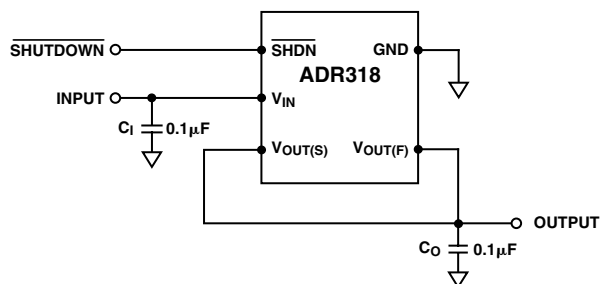 SHUTDOWN
SHDN
GND
ADR318
INPUT
VIN
CI 0.1µF
VOUT(S)
VOUT(F)
OUTPUT
CO 0.1µF